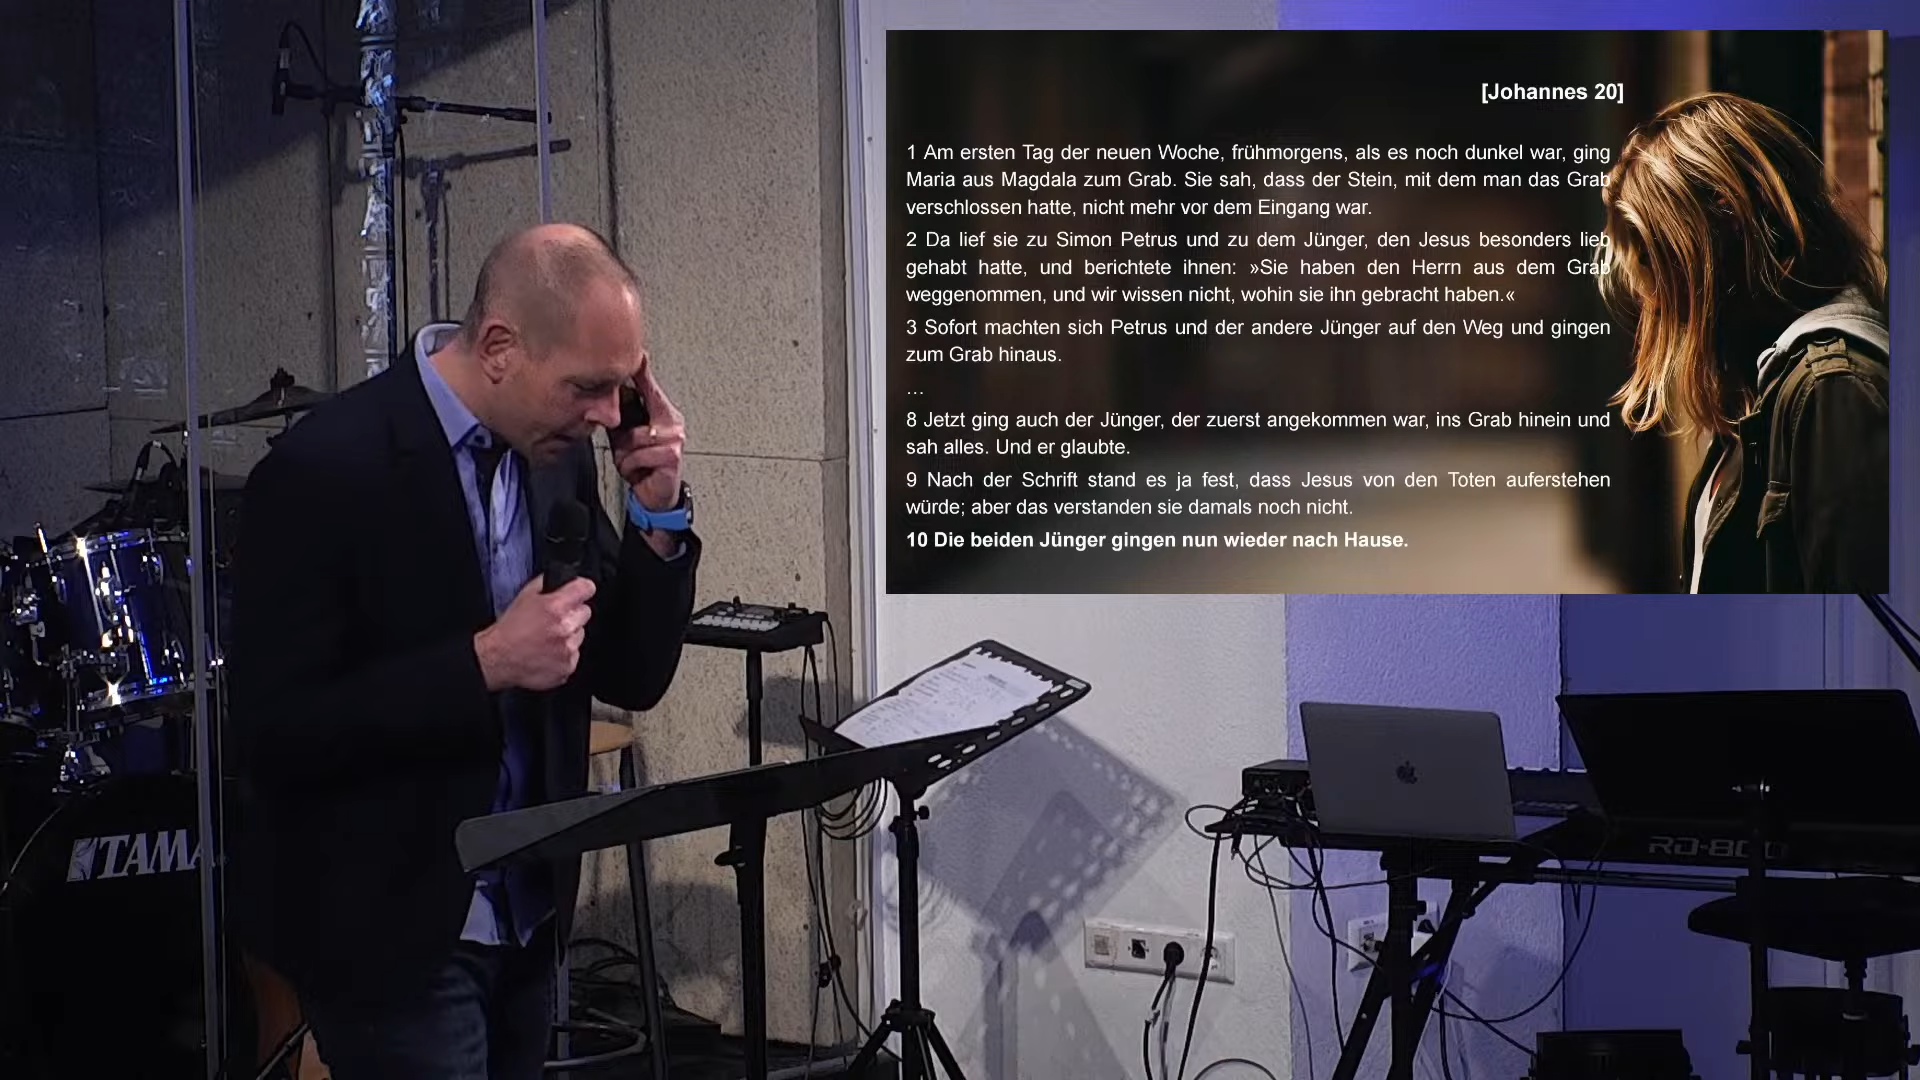 [Johannes 20]
1 Am ersten Tag der neuen Woche, frühmorgens, als es noch dunkel war, ging
Maria aus Magdala zum Grab. Sie sah, dass der Stein, mit dem man das Grab
verschlossen hatte, nicht mehr vor dem Eingang war.
2 Da lief sie zu Simon Petrus und zu dem Jünger, den Jesus besonders lieb
gehabt hatte, und berichtete ihnen: »Sie haben den Herrn aus dem Grab
weggenommen, und wir wissen nicht, wohin sie ihn gebracht haben.«
3 Sofort machten sich Petrus und der andere Jünger auf den Weg und gingen
zum Grab hinaus.
…
8 Jetzt ging auch der Jünger, der zuerst angekommen war, ins Grab hinein und
sah alles. Und er glaubte.
9 Nach der Schrift stand es ja fest, dass Jesus von den Toten auferstehen
würde; aber das verstanden sie damals noch nicht.
10 Die beiden Jünger gingen nun wieder nach Hause.
TAMA
RD-800